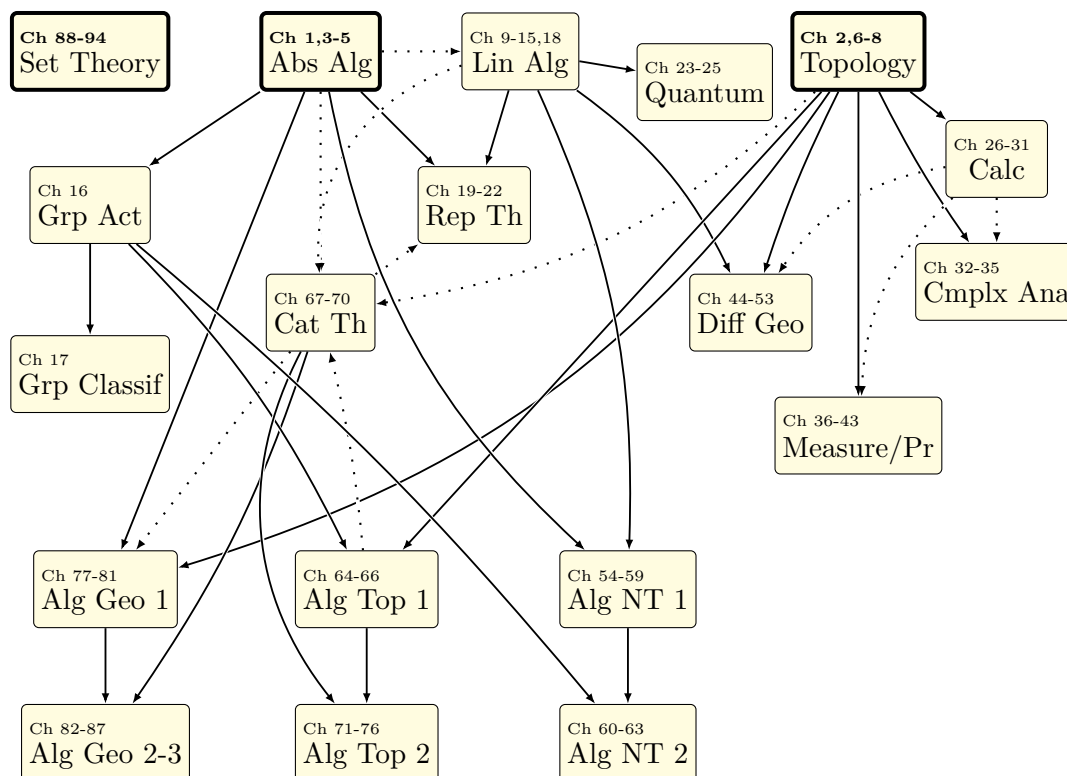 Ch 88-94
Set Theory
Ch 1,3-5
Abs Alg
Ch 9-15,18
Lin Alg
Ch 23-25
Quantum
Ch 2,6-8
Topology
Ch 26-31
Calc
Ch 16
Grp Act
Ch 19-22
Rep Th
Ch 32-35
Cmplx Ana
Ch 67-70
Cat Th
Ch 44-53
Diff Geo
Ch 17
Grp Classif
Ch 36-43
Measure/Pr
Ch 77-81
Alg Geo 1
Ch 64-66
Alg Top 1
Ch 54-59
Alg NT 1
Ch 82-87
Alg Geo 2-3
Ch 71-76
Alg Top 2
Ch 60-63
Alg NT 2